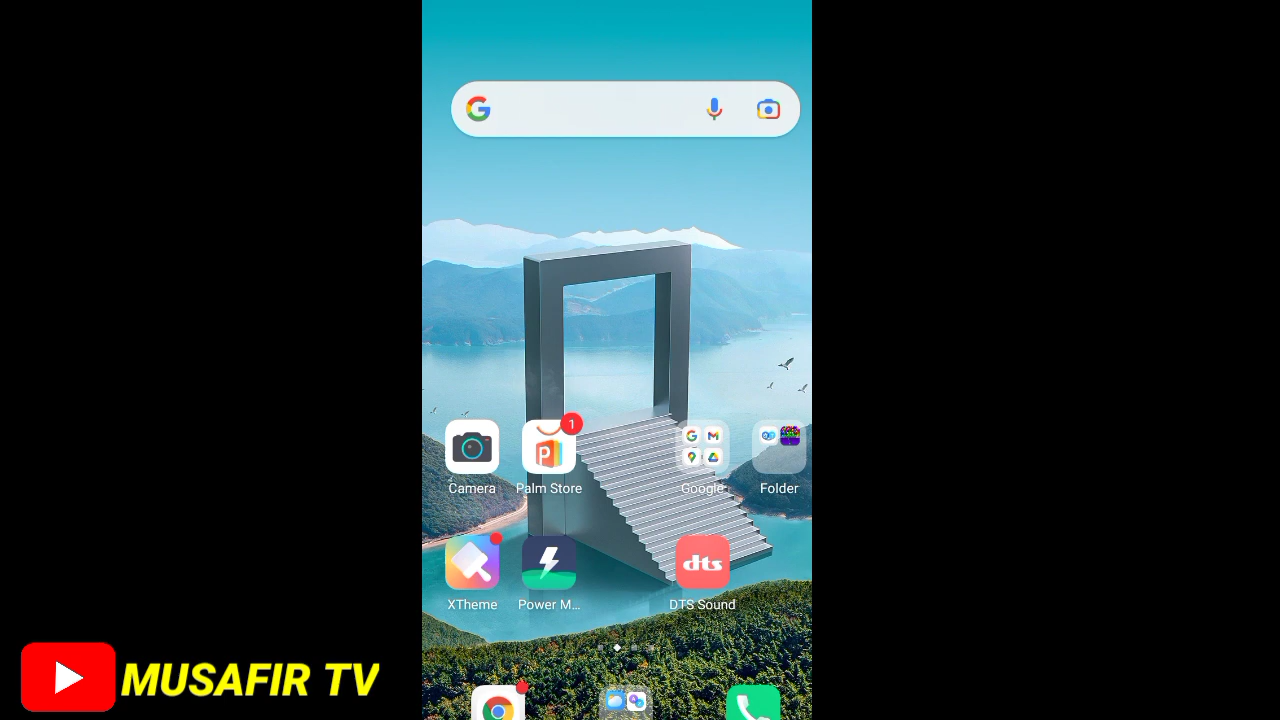 1
Camera
Palm Store
Google
Folder
dts
XTheme
Power M...
DTS Sound
MUSAFIR TV